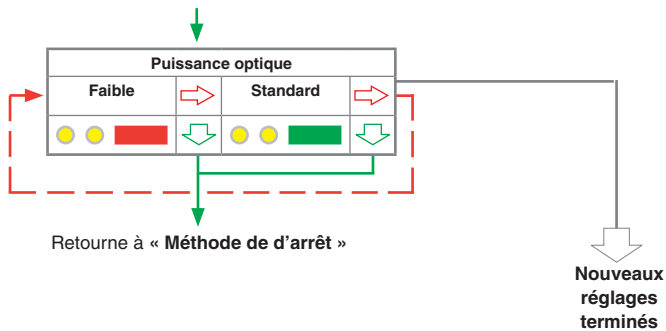 Puissance optique
Faible Standard
Retourne à « Méthode de d'arrêt »
Nouveaux
réglages
terminés